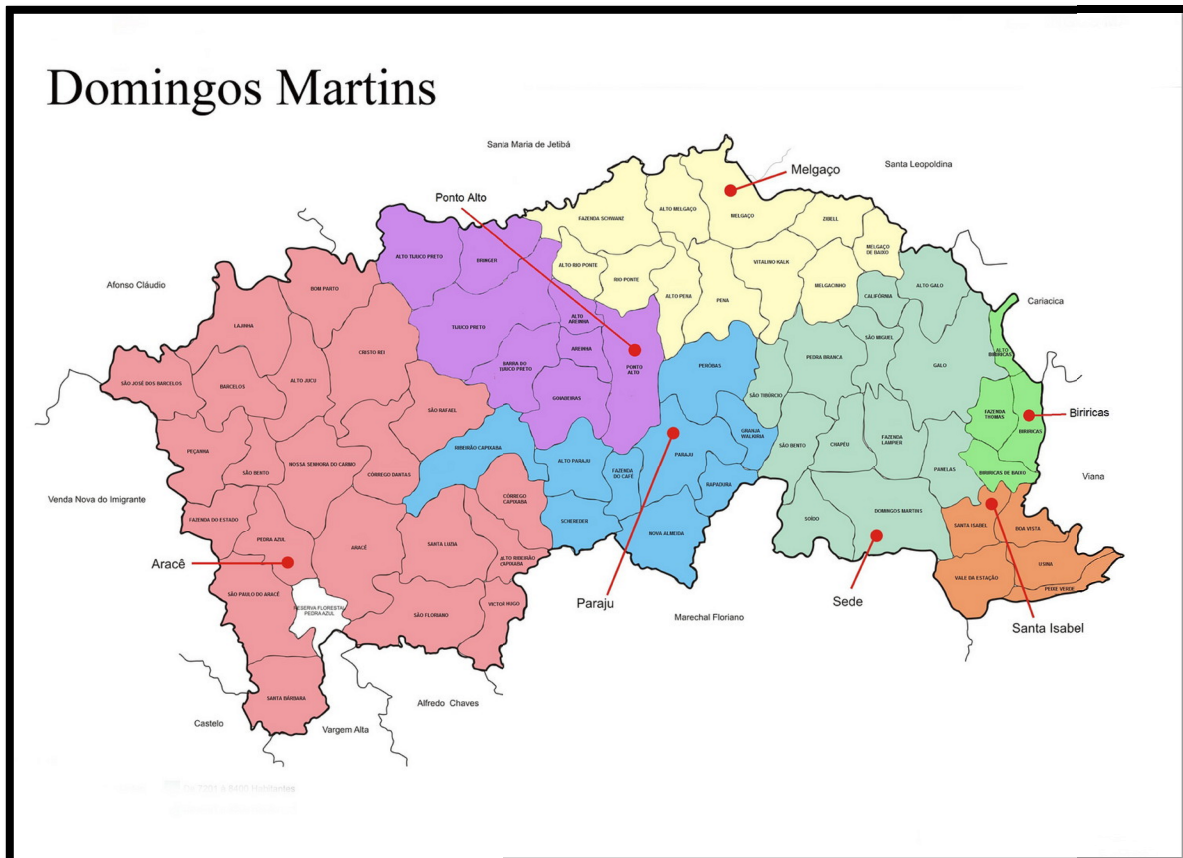 Domingos Martins
Santa Maria de Jetibá
Santa Leopoldina
Melgaço
Ponto Alto
ALTO MELGAÇO
FAZENDA SCHWANZ
MELGAÇO
ZIBELL
MELGAÇO
DE BAIXO
ALTO TIJUCO PRETO
BIRINGER
ALTO RIO PONTE
RIO PONTE
VITALINO KALK
Afonso Cláudio
BOM PARTO
ALTO PENA
PENA
MELGACINHO
CALIFÓRNIA
ALTO GALO
Cariacica
LAJINHA
TIJUCO PRETO
ALTO
AREINHA
SÃO MIGUEL
CRISTO REI
AREINHA
PEDRA BRANCA
ALTO
BIRIRICAS
SÃO JOSÉ DOS BARCELOS
BARCELOS
ALTO JUCU
BARRA DO
TIJUCO PRETO
PONTO
ALTO
PERÓBAS
GALO
GOIABEIRAS
SÃO TIBÚRCIO
SÃO RAFAEL
FAZENDA
THOMAS
Biriricas
BIRIRICAS
GRANJA
WALKIRIA
SÃO BENTO
CHAPÉU
FAZENDA
LAMPIER
PEÇANHA
RIBEIRÃO CAPIXABA
PARAJU
SÃO BENTO
NOSSA SENHORA DO CARMO
CÓRREGO DANTAS
ALTO PARAJU
FAZENDA
DO CAFÉ
PANELAS
BIRIRICAS DE BAIXO
Viana
RAPADURA
Venda Nova do Imigrante
CÓRREGO
CAPIXABA
FAZENDA DO ESTADO
SCHEREDER
SOÍDO
DOMINGOS MARTINS
SANTA ISABEL
BOA VISTA
PEDRA AZUL
ARACÊ
SANTA LUZIA
NOVA ALMEIDA
Aracê
ALTO RIBEIRÃO
CAPIXABA
USINA
VALE DA ESTAÇÃO
PEIXE VERDE
SÃO PAULO DO ARACÊ
RESERVA FLORESTAL
PEDRA AZUL
SÃO FLORIANO
VICTOR HUGO
Paraju
Sede
Marechal Floriano
Santa Isabel
SANTA BÁRBARA
Alfredo Chaves
Castelo
Vargem Alta